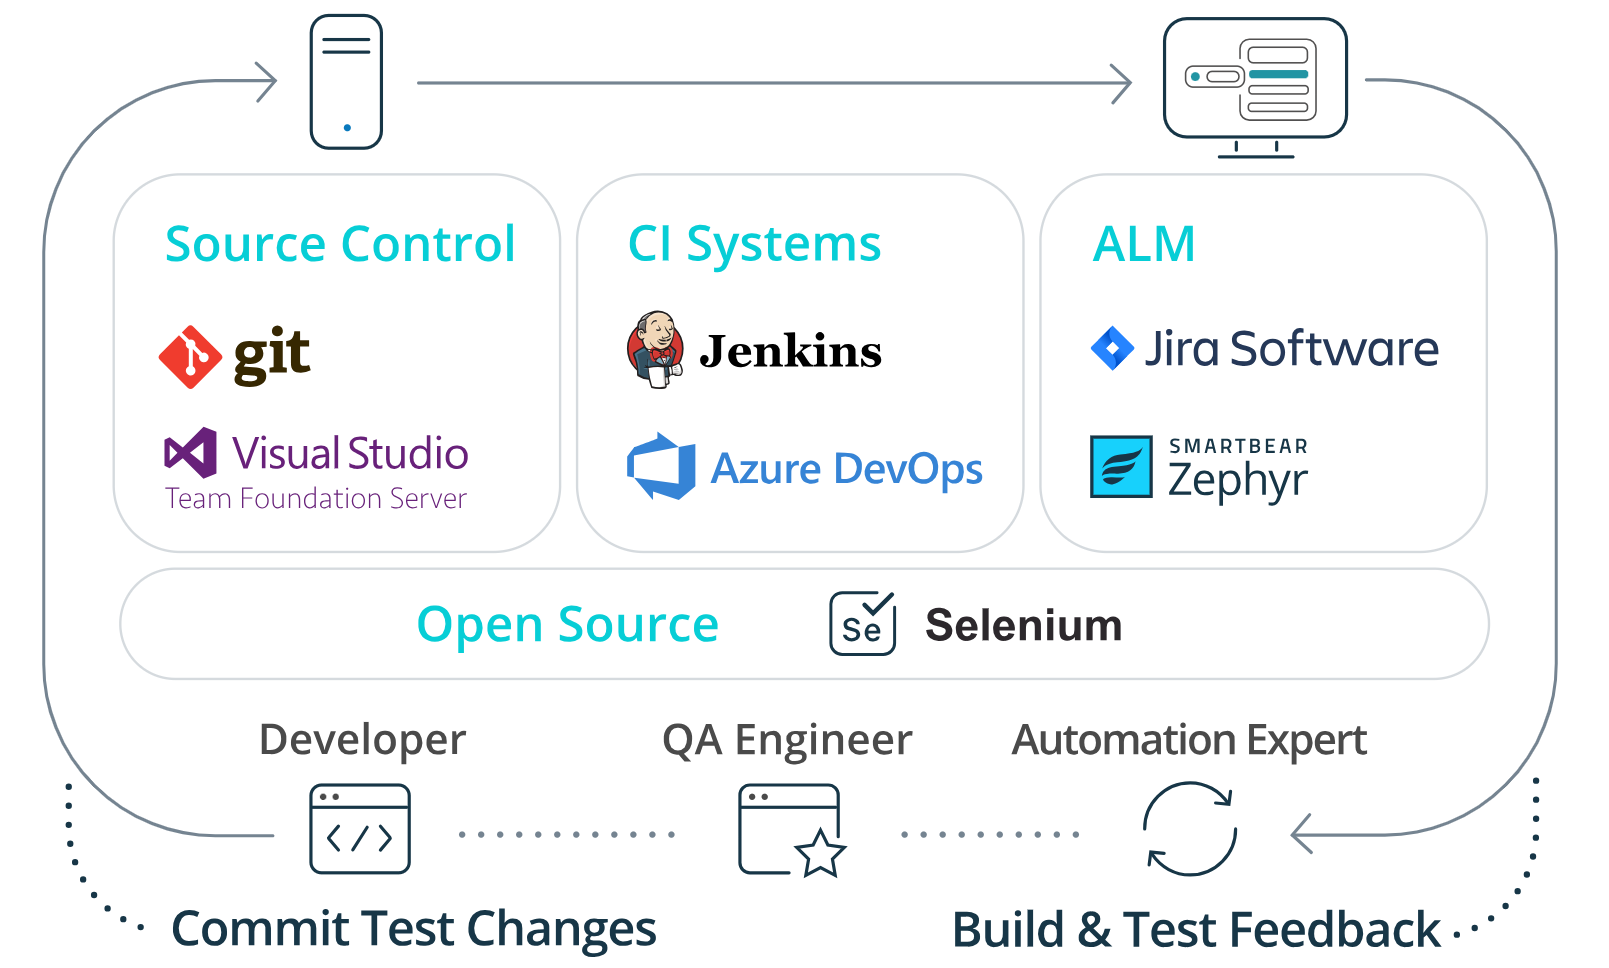 Source Control
git
Visual Studio
Team Foundation Server
CI Systems
Jenkins
Azure DevOps
ALM
Jira Software
SMARTBEAR
Zephyr
Open Source
Se
Selenium
Developer
QA Engineer
Automation Expert
</>
Commit Test Changes
Build & Test Feedback